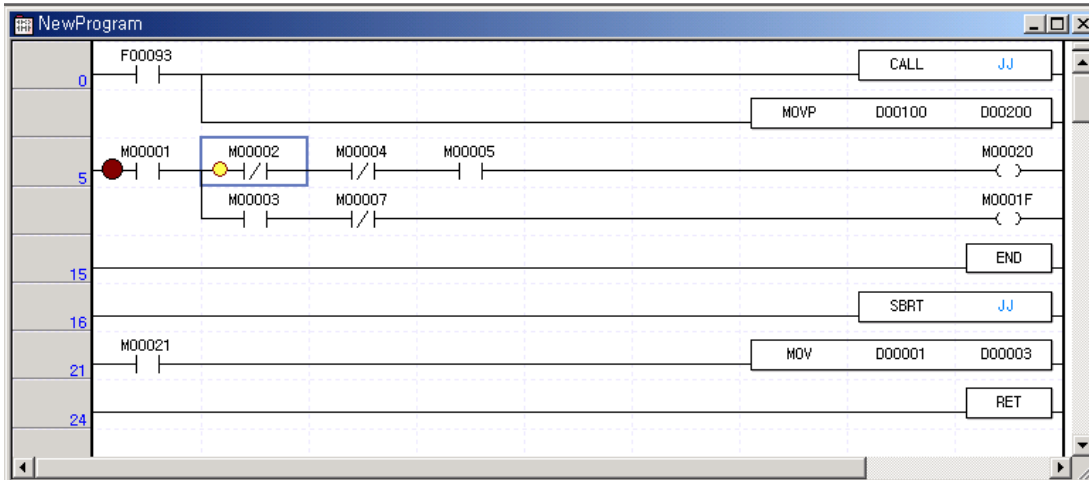 NewProgram
F00093
0
CALL JJ
MOVP D00100 D00200
M00001 M00002 M00004 M00005 M00020
5
M00003 M00007 M0001F
END
15
SBRT JJ
16
M00021
MOV D00001 D00003
21
RET
24